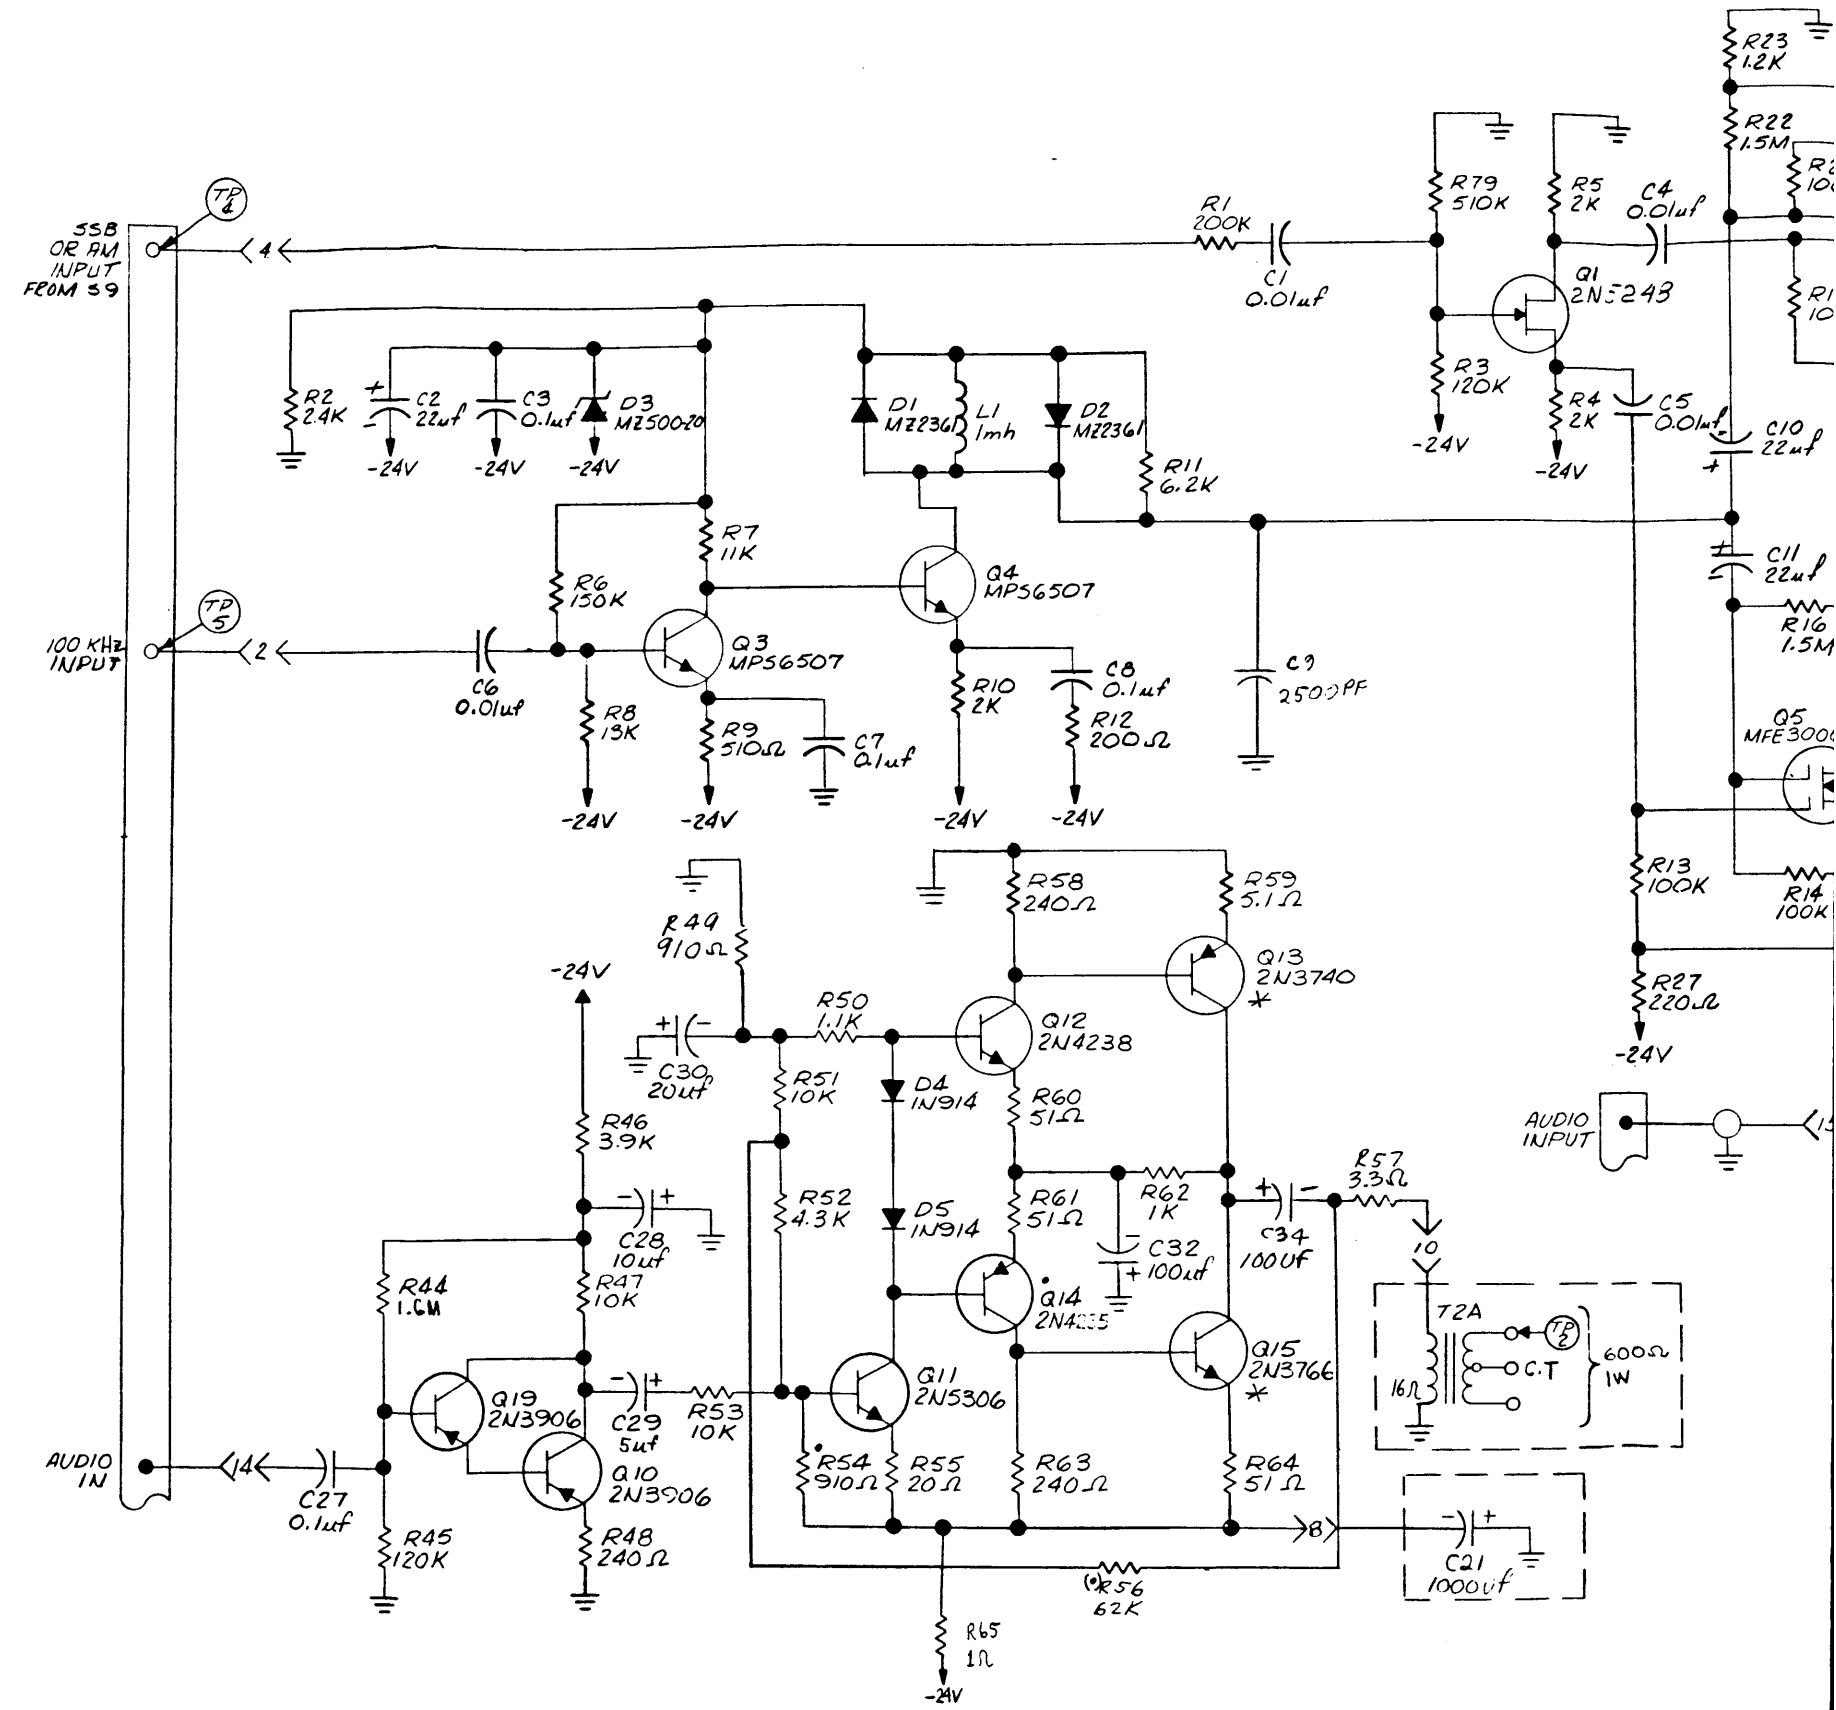 R23
1.2K
R22
1.5M
R2
100
TP
4
SSB
OR AM
INPUT
FROM S9
4
R1
200K
C1
0.01uf
R79
510K
R5
2K
C4
0.01uf
Q1
2N5248
R1
10
R3
120K
-24V
R4
2K
-24V
C5
0.01uf
-
C10
22uf
+
R2
2.4K
+
C2
22uf
-
-24V
C3
0.1uf
-24V
D3
MZ500-20
-24V
D1
MZ2361
L1
1mh
D2
MZ2361
R11
6.2K
R7
11K
R6
150K
Q4
MPS6507
+
C11
22uf
-
R16
1.5M
TP
5
100 KHz
INPUT
2
C6
0.01uf
Q3
MPS6507
R8
13K
-24V
R9
510Ω
-24V
C7
0.1uf
R10
2K
-24V
C8
0.1uf
R12
200Ω
-24V
C9
2500PF
Q5
MFE3006
R13
100K
R14
100K
R27
220Ω
-24V
R49
910Ω
R58
240Ω
R59
5.1Ω
Q13
2N3740
*
-24V
+
-
C30
20uf
R50
1.1K
Q12
2N4238
R51
10K
D4
1N914
R60
51Ω
R46
3.9K
AUDIO
INPUT
15
R52
4.3K
D5
1N914
R61
51Ω
R62
1K
+
-
C34
100uf
R57
3.3Ω
10
-
+
C28
10uf
-
C32
+ 100uf
R44
1.6M
R47
10K
Q14
2N4235
Q15
2N3766
*
T2A
16Ω
TP
2
C.T
600Ω
1W
Q19
2N3906
-
+
C29
5uf
R53
10K
Q11
2N5306
AUDIO
IN
14
C27
0.1uf
Q10
2N3906
R54
910Ω
R55
20Ω
R63
240Ω
R64
51Ω
R45
120K
R48
240Ω
8
-
+
C21
1000uf
(•)R56
62K
R65
1Ω
-24V